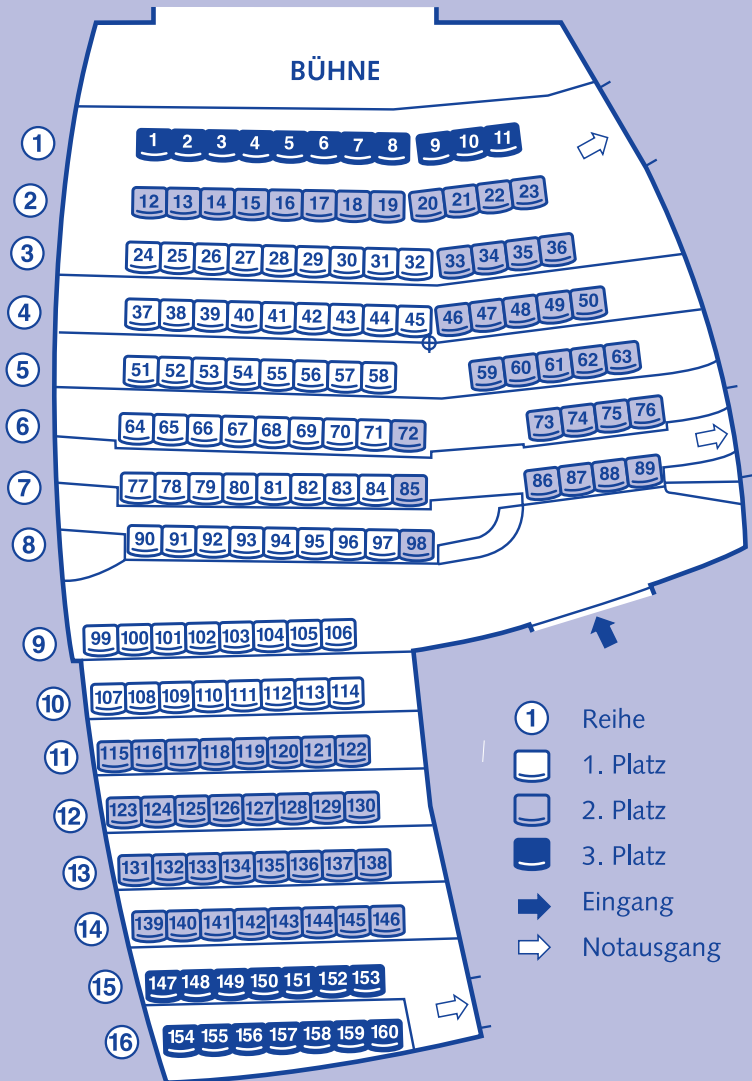 BÜHNE
1 1 2 3 4 5 6 7 8 9 10 11
2 12 13 14 15 16 17 18 19 20 21 22 23
3 24 25 26 27 28 29 30 31 32 33 34 35 36
4 37 38 39 40 41 42 43 44 45 46 47 48 49 50
5 51 52 53 54 55 56 57 58 59 60 61 62 63
6 64 65 66 67 68 69 70 71 72 73 74 75 76
7 77 78 79 80 81 82 83 84 85 86 87 88 89
8 90 91 92 93 94 95 96 97 98
9 99 100 101 102 103 104 105 106
10 107 108 109 110 111 112 113 114
11 115 116 117 118 119 120 121 122
12 123 124 125 126 127 128 129 130
13 131 132 133 134 135 136 137 138
14 139 140 141 142 143 144 145 146
15 147 148 149 150 151 152 153
16 154 155 156 157 158 159 160
1 Reihe
1. Platz
2. Platz
3. Platz
Eingang
Notausgang